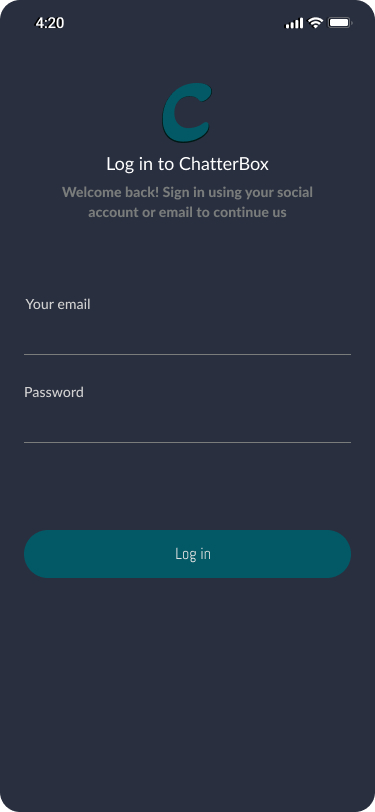 4:20
C
Log in to ChatterBox
Welcome back! Sign in using your social
account or email to continue us
Your email
Password
Log in